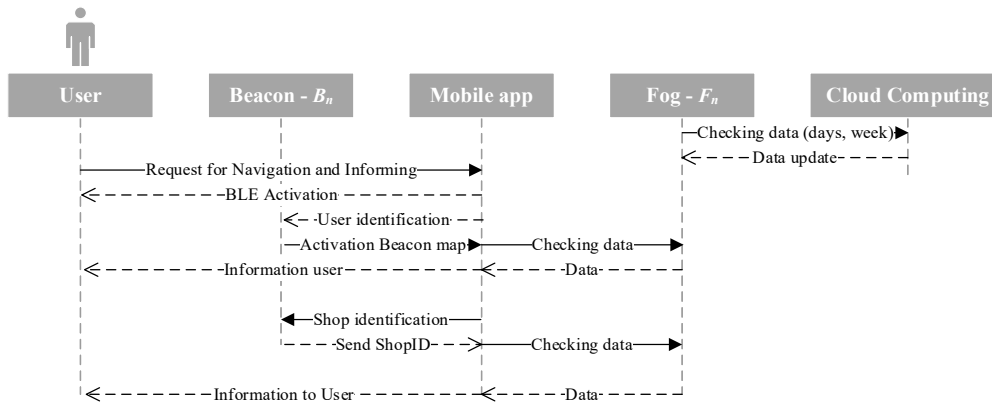 User
Beacon - Bn
Mobile app
Fog - Fn
Cloud Computing
Checking data (days, week)
Data update
Request for Navigation and Informing
BLE Activation
User identification
Activation Beacon map
Checking data
Information user
Data
Shop identification
Send ShopID
Checking data
Information to User
Data